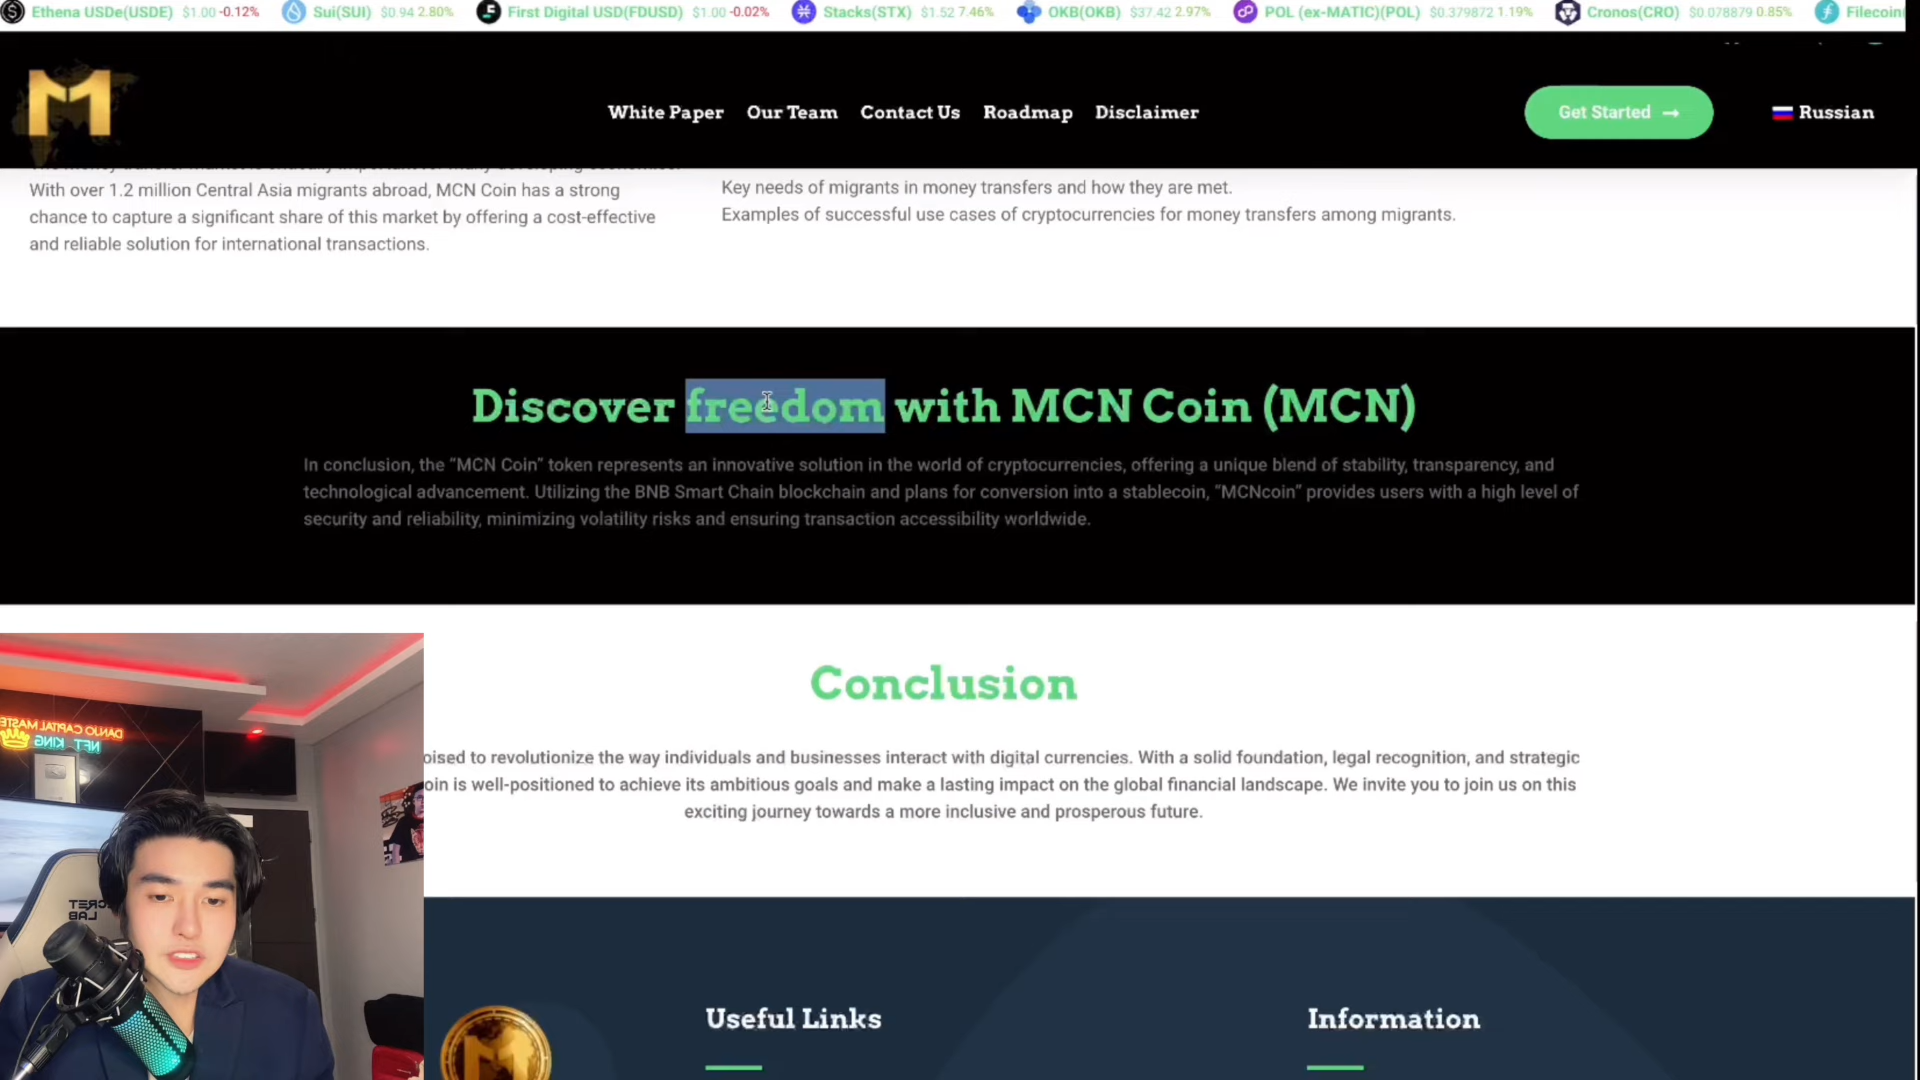 Ethena USDe(USDE) $1.00 -0.12% Sui(SUI) $0.94 2.80% First Digital USD(FDUSD) $1.00 -0.02% Stacks(STX) $1.52 7.46% OKB(OKB) $37.42 2.97% POL (ex-MATIC)(POL) $0.379872 1.19% Cronos(CRO) $0.078879 0.85% Filecoin
White Paper Our Team Contact Us Roadmap Disclaimer
Get Started →
Russian
With over 1.2 million Central Asia migrants abroad, MCN Coin has a strong
chance to capture a significant share of this market by offering a cost-effective
and reliable solution for international transactions.
Key needs of migrants in money transfers and how they are met.
Examples of successful use cases of cryptocurrencies for money transfers among migrants.
Discover freedom with MCN Coin (MCN)
In conclusion, the “MCN Coin” token represents an innovative solution in the world of cryptocurrencies, offering a unique blend of stability, transparency, and
technological advancement. Utilizing the BNB Smart Chain blockchain and plans for conversion into a stablecoin, “MCNcoin” provides users with a high level of
security and reliability, minimizing volatility risks and ensuring transaction accessibility worldwide.
Conclusion
oised to revolutionize the way individuals and businesses interact with digital currencies. With a solid foundation, legal recognition, and strategic
oin is well-positioned to achieve its ambitious goals and make a lasting impact on the global financial landscape. We invite you to join us on this
exciting journey towards a more inclusive and prosperous future.
DANJO CAPITAL MASTE
NFT KING
CRET
LAB
Useful Links
Information